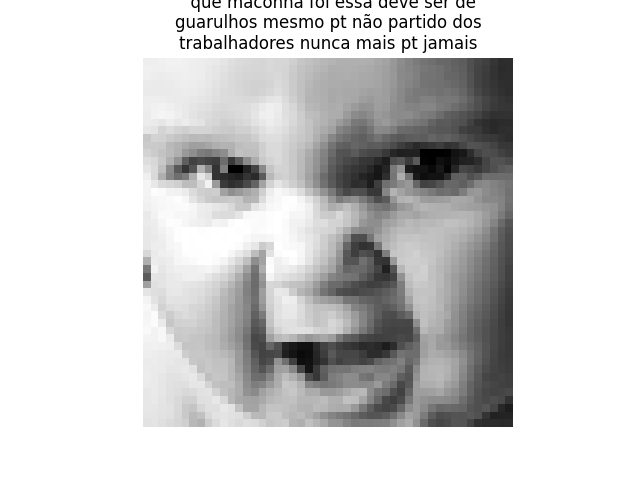 que maconha foi essa deve ser de
guarulhos mesmo pt não partido dos
trabalhadores nunca mais pt jamais